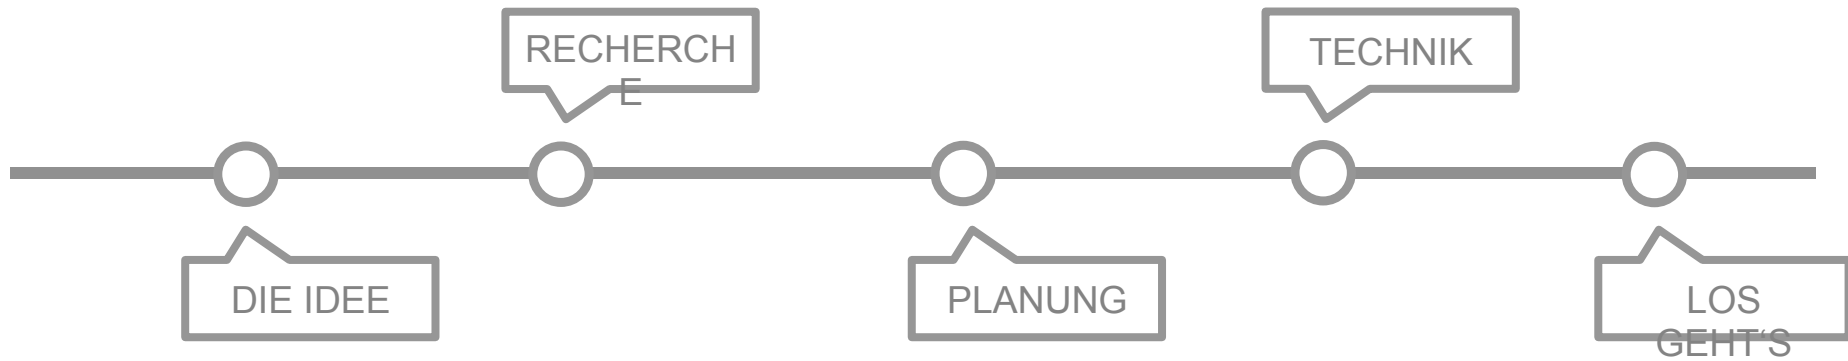 RECHERCH
E
TECHNIK
DIE IDEE
PLANUNG
LOS
GEHT‘S